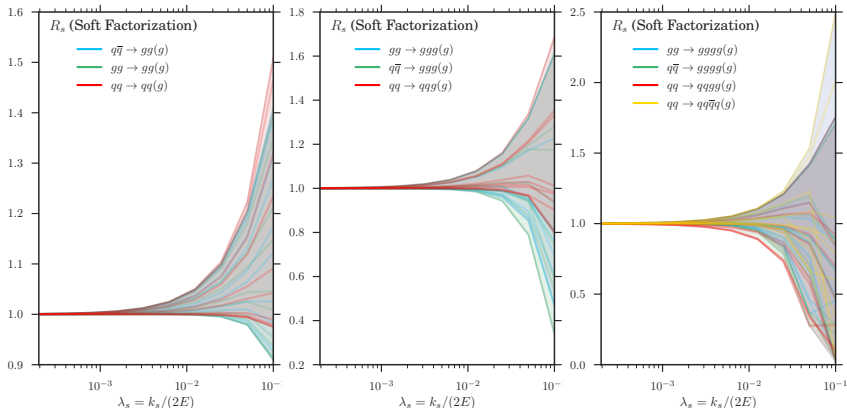 R_s (Soft Factorization)
qq̅ → gg(g)
gg → gg(g)
qq → qq(g)
1.6
1.5
1.4
1.3
1.2
1.1
1.0
0.9
10⁻³
10⁻²
10⁻¹
λ_s = k_s/(2E)
R_s (Soft Factorization)
gg → ggg(g)
qq̅ → ggg(g)
qq → qqg(g)
1.8
1.6
1.4
1.2
1.0
0.8
0.6
0.4
0.2
10⁻³
10⁻²
10⁻¹
λ_s = k_s/(2E)
R_s (Soft Factorization)
gg → gggg(g)
qq̅ → gggg(g)
qq → qqgg(g)
qq → qqq̅q(g)
2.5
2.0
1.5
1.0
0.5
0.0
10⁻³
10⁻²
10⁻¹
λ_s = k_s/(2E)